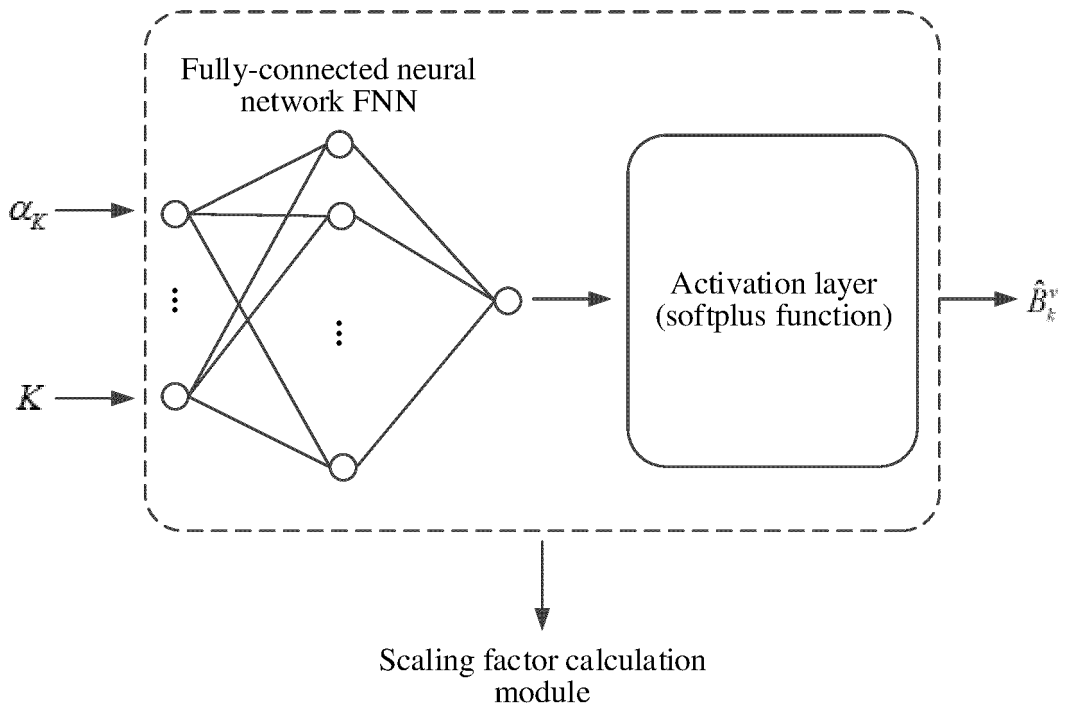 Fully-connected neural
network FNN
α_K
K
Activation layer
(softplus function)
B̂_k^v
Scaling factor calculation
module